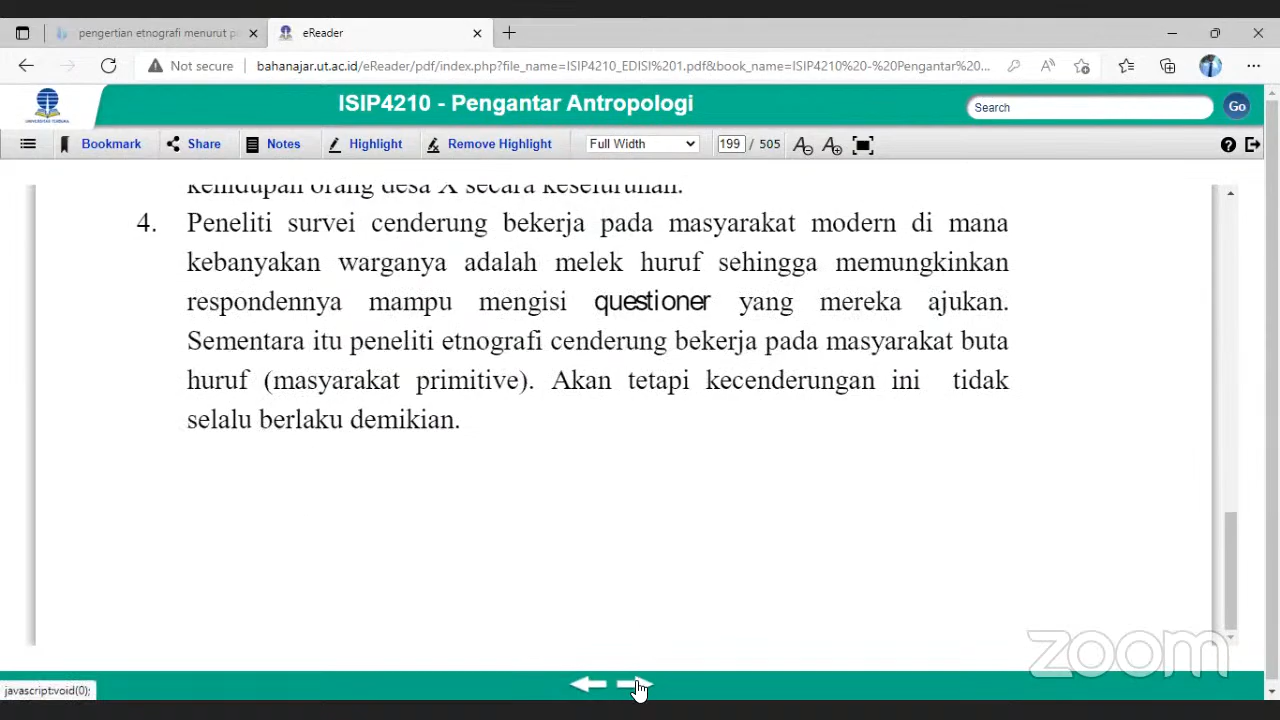 pengertian etnografi menurut p
eReader
Not secure
bahanajar.ut.ac.id/eReader/pdf/index.php?file_name=ISIP4210_EDISI%201.pdf&book_name=ISIP4210%20-%20Pengantar%20...
ISIP4210 - Pengantar Antropologi
Search
Go
Bookmark
Share
Notes
Highlight
Remove Highlight
Full Width
199 / 505
kehidupan orang desa X secara keseluruhan.
4. Peneliti survei cenderung bekerja pada masyarakat modern di mana
kebanyakan warganya adalah melek huruf sehingga memungkinkan
respondennya mampu mengisi questioner yang mereka ajukan.
Sementara itu peneliti etnografi cenderung bekerja pada masyarakat buta
huruf (masyarakat primitive). Akan tetapi kecenderungan ini tidak
selalu berlaku demikian.
zoom
javascript:void(0);